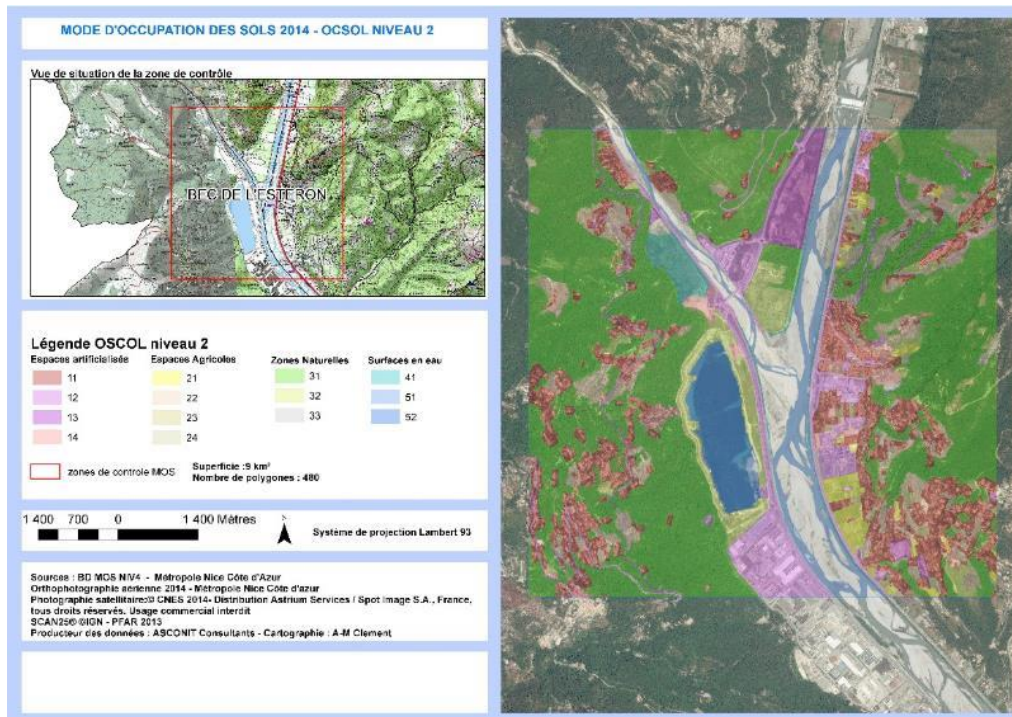 MODE D'OCCUPATION DES SOLS 2014 - OCSOL NIVEAU 2
Vue de situation de la zone de contrôle
BEC DE L'ESTERON
Légende OSCOL niveau 2
Espaces artificialisée Espaces Agricoles Zones Naturelles Surfaces en eau
11 21 31 41
12 22 32 51
13 23 33 52
14 24
zones de controle MOS
Superficie :9 km²
Nombre de polygones : 480
1 400 700 0 1 400 Mètres
Système de projection Lambert 93
Sources : BD MOS NIV4 - Métropole Nice Côte d'Azur
Orthophotographie aérienne 2014 - Métropole Nice Côte d'azur
Photographie satellitaire:© CNES 2014- Distribution Astrium Services / Spot Image S.A., France,
tous droits réservés. Usage commercial interdit
SCAN25® ©IGN - PFAR 2013
Producteur des données : ASCONIT Consultants - Cartographie : A-M Clement